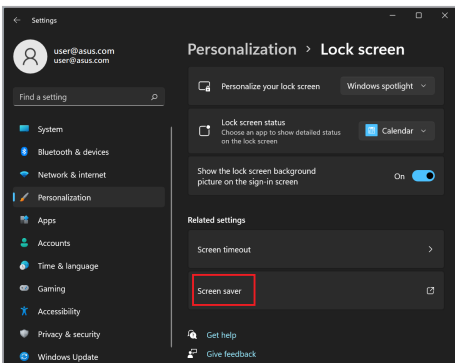 Settings
user@asus.com
user@asus.com
Find a setting
System
Bluetooth & devices
Network & internet
Personalization
Apps
Accounts
Time & language
Gaming
Accessibility
Privacy & security
Windows Update
Personalization > Lock screen
Personalize your lock screen
Windows spotlight
Lock screen status
Choose an app to show detailed status
on the lock screen
Calendar
Show the lock screen background
picture on the sign-in screen
On
Related settings
Screen timeout
Screen saver
Get help
Give feedback